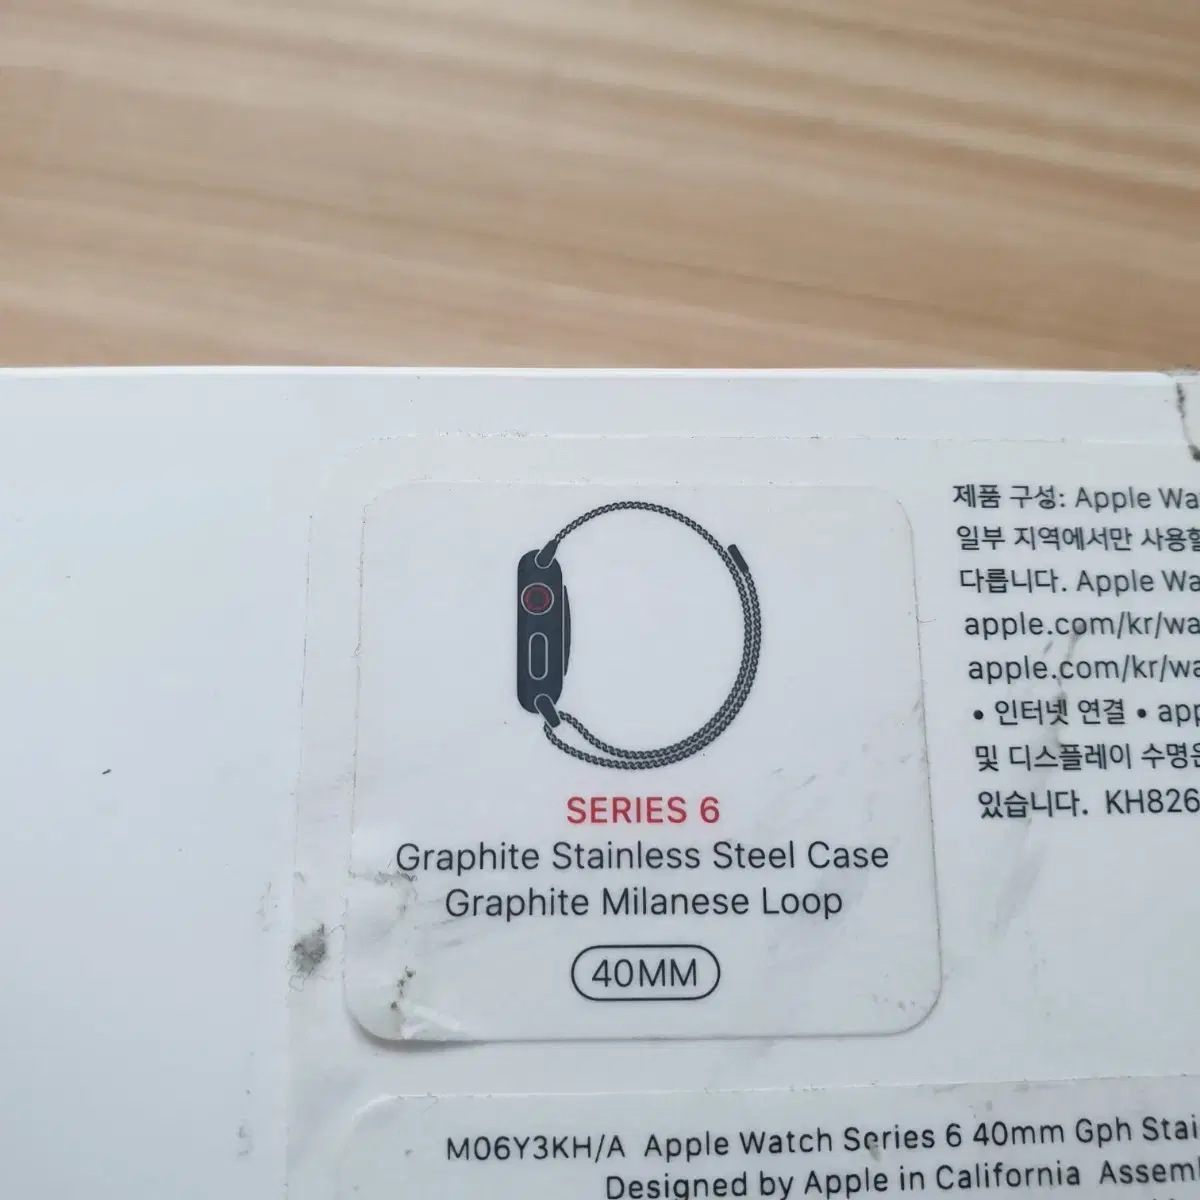 제품 구성: Apple Wa
일부 지역에서만 사용할
다릅니다. Apple Wa
apple.com/kr/wa
apple.com/kr/wa
• 인터넷 연결 • app
및 디스플레이 수명은
있습니다. KH826
SERIES 6
Graphite Stainless Steel Case
Graphite Milanese Loop
40MM
M06Y3KH/A Apple Watch Series 6 40mm Gph Stai
Designed by Apple in California Assem